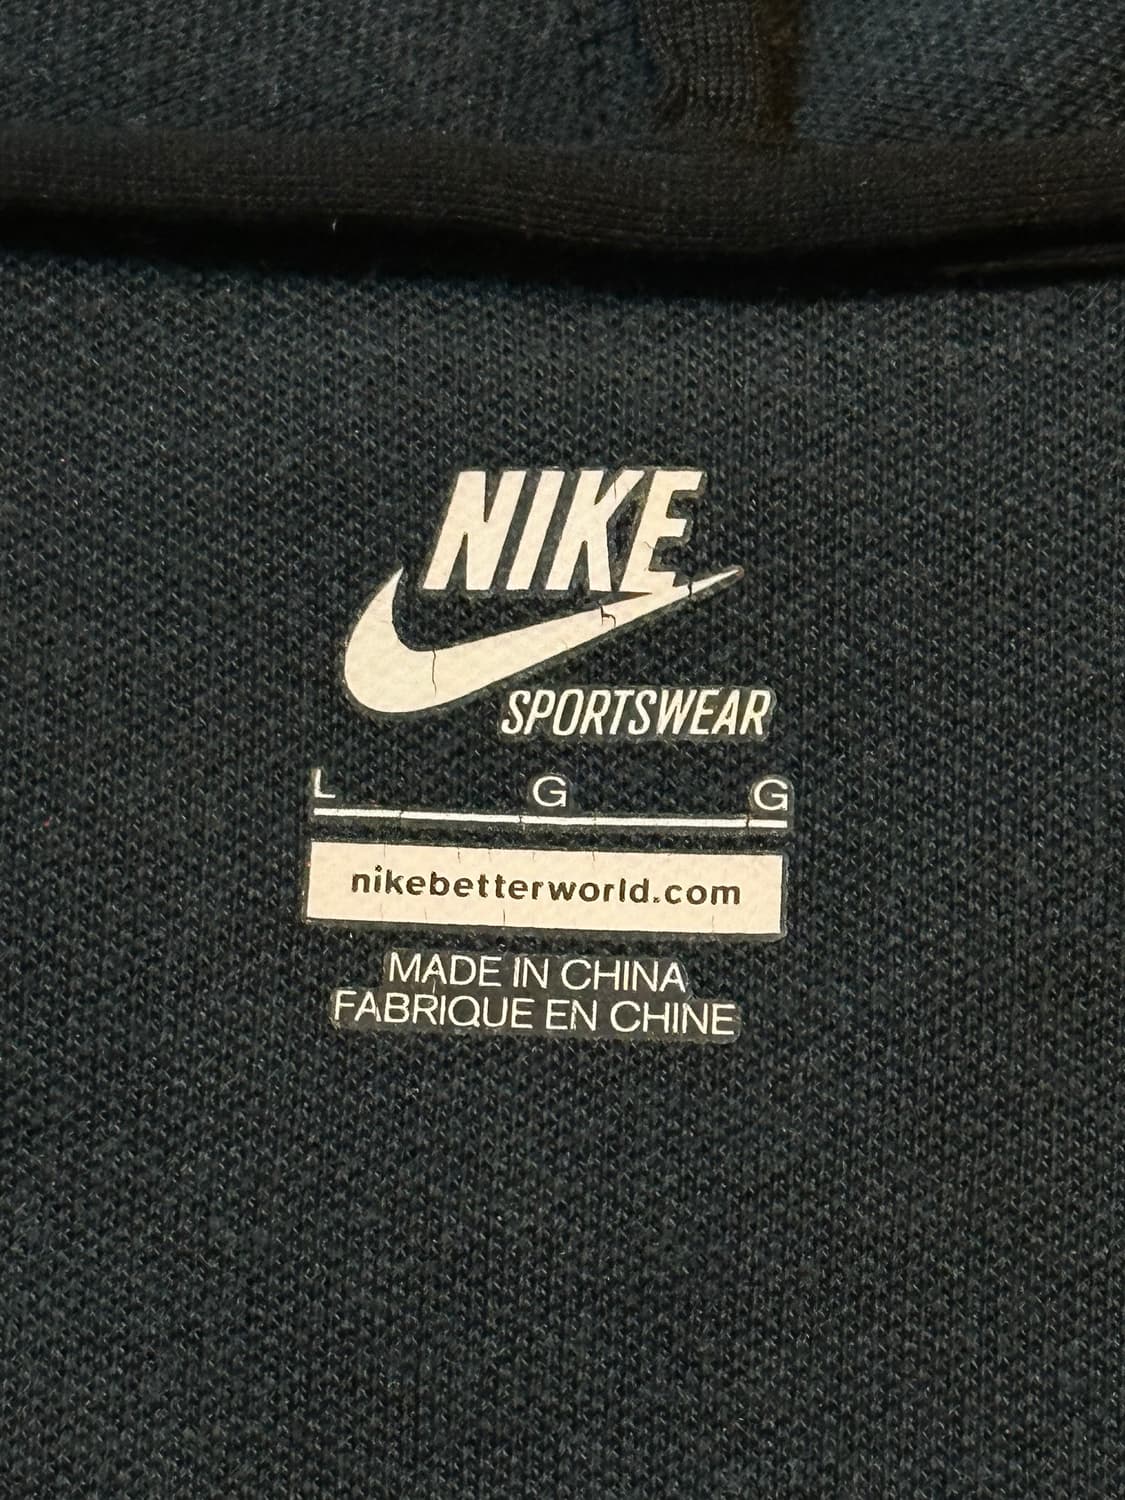 NIKE
SPORTSWEAR
L G G
nikebetterworld.com
MADE IN CHINA
FABRIQUE EN CHINE